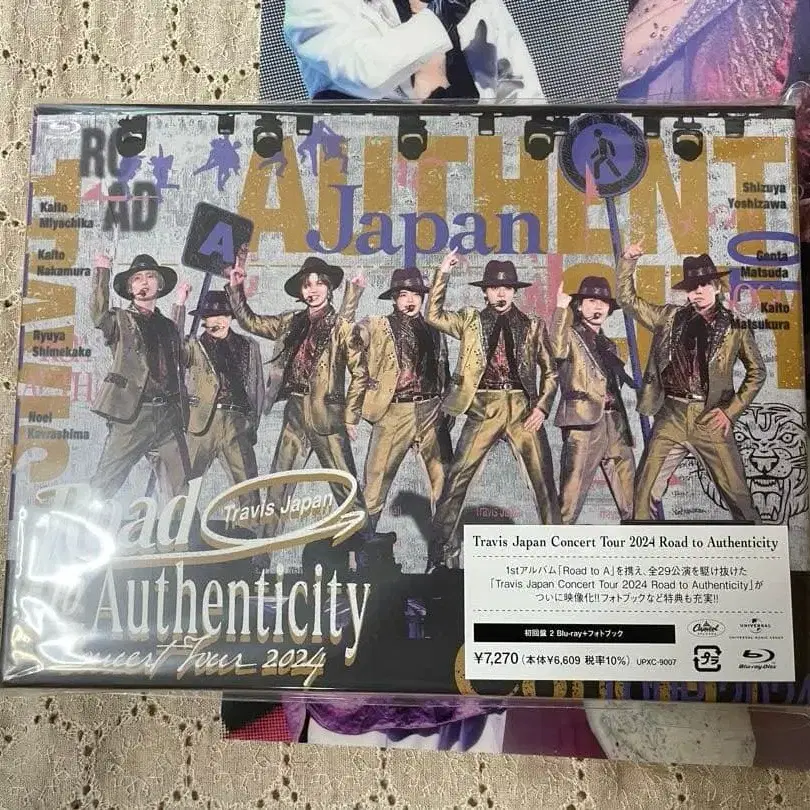 ROAD
AUTHENT
Japan
A
Kaito
Miyachika
Kaito
Nakamura
Ryuya
Shimekake
Noel
Kawashima
Shizuya
Yoshizawa
Genta
Matsuda
Kaito
Matsukura
Travis Japan
TJ
Road
to Authenticity
Concert Tour 2024
Travis Japan Concert Tour 2024 Road to Authenticity
1stアルバム「Road to A」を携え、全29公演を駆け抜けた
「Travis Japan Concert Tour 2024 Road to Authenticity」が
ついに映像化!!フォトブックなど特典も充実!!
初回盤 2 Blu-ray+フォトブック
¥7,270(本体¥6,609 税率10%) UPXC-9007
Capitol
RECORDS
UNIVERSAL
UNIVERSAL MUSIC GROUP
プラ
Blu-ray Disc